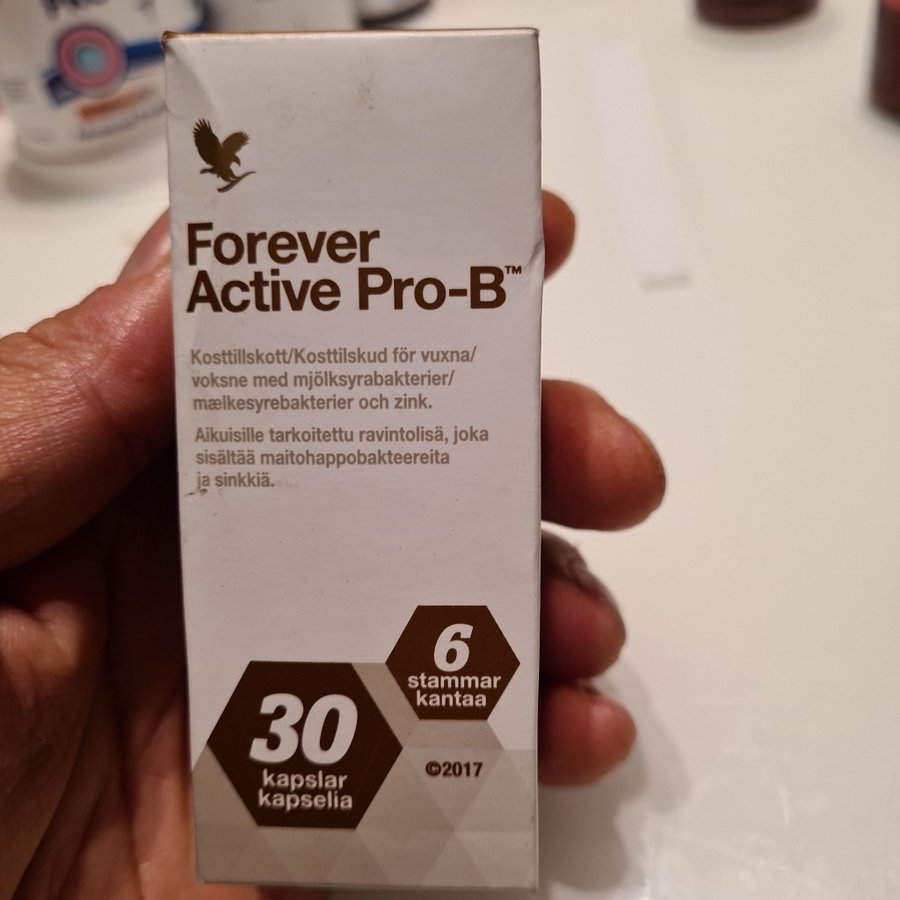 Forever
Active Pro-B™
Kosttillskott/Kosttilskud för vuxna/
voksne med mjölksyrabakterier/
mælkesyrebakterier och zink.
Aikuisille tarkoitettu ravintolisä, joka
sisältää maitohappobakteereita
ja sinkkiä.
6
stammar
kantaa
30
kapslar
kapselia
©2017